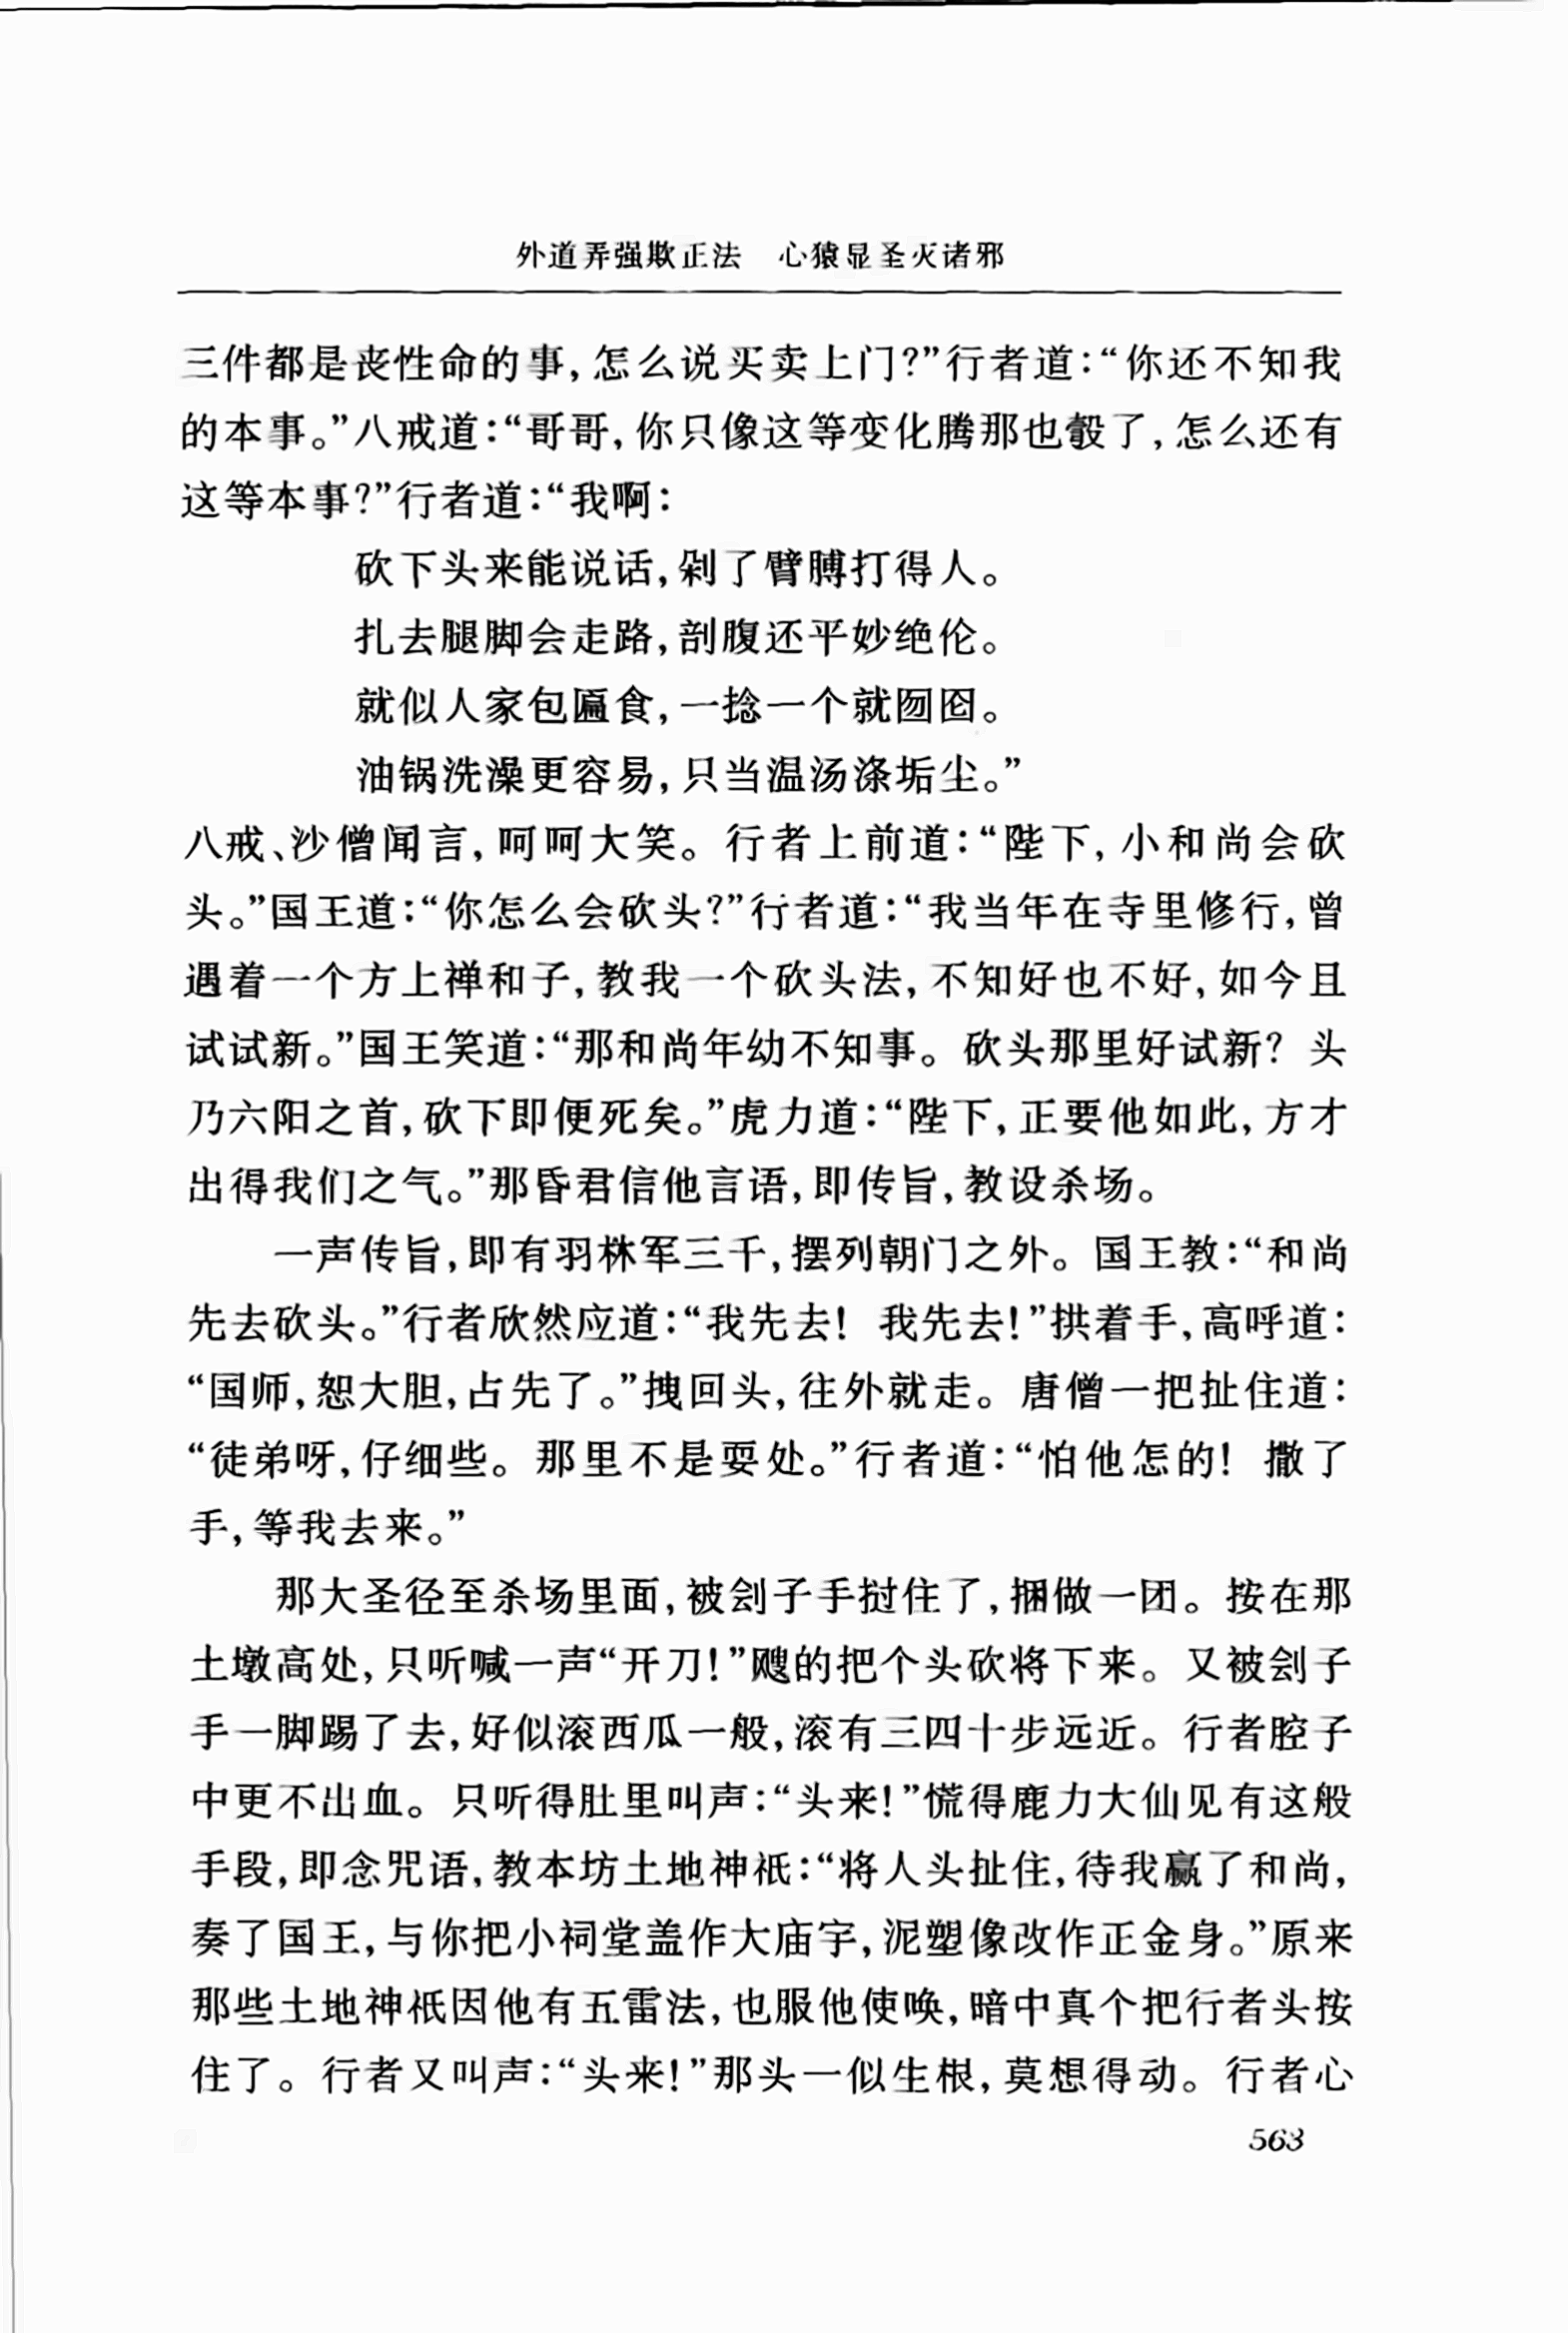 外道弄强欺正法　心猿显圣灭诸邪
三件都是丧性命的事，怎么说买卖上门？”行者道：“你还不知我
的本事。”八戒道：“哥哥，你只像这等变化腾那也彀了，怎么还有
这等本事？”行者道：“我啊：
砍下头来能说话，剁了臂膊打得人。
扎去腿脚会走路，剖腹还平妙绝伦。
就似人家包匾食，一捻一个就囫囵。
油锅洗澡更容易，只当温汤涤垢尘。”
八戒、沙僧闻言，呵呵大笑。行者上前道：“陛下，小和尚会砍
头。”国王道：“你怎么会砍头？”行者道：“我当年在寺里修行，曾
遇着一个方上禅和子，教我一个砍头法，不知好也不好，如今且
试试新。”国王笑道：“那和尚年幼不知事。砍头那里好试新？头
乃六阳之首，砍下即便死矣。”虎力道：“陛下，正要他如此，方才
出得我们之气。”那昏君信他言语，即传旨，教设杀场。
一声传旨，即有羽林军三千，摆列朝门之外。国王教：“和尚
先去砍头。”行者欣然应道：“我先去！我先去！”拱着手，高呼道：
“国师，恕大胆，占先了。”拽回头，往外就走。唐僧一把扯住道：
“徒弟呀，仔细些。那里不是耍处。”行者道：“怕他怎的！撒了
手，等我去来。”
那大圣径至杀场里面，被刽子手挝住了，捆做一团。按在那
土墩高处，只听喊一声“开刀！”飕的把个头砍将下来。又被刽子
手一脚踢了去，好似滚西瓜一般，滚有三四十步远近。行者腔子
中更不出血。只听得肚里叫声：“头来！”慌得鹿力大仙见有这般
手段，即念咒语，教本坊土地神祇：“将人头扯住，待我赢了和尚，
奏了国王，与你把小祠堂盖作大庙宇，泥塑像改作正金身。”原来
那些土地神祇因他有五雷法，也服他使唤，暗中真个把行者头按
住了。行者又叫声：“头来！”那头一似生根，莫想得动。行者心
563